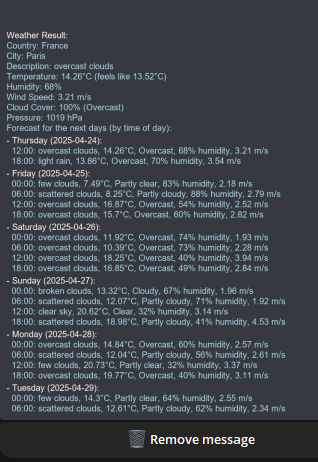 Weather Result:
Country: France
City: Paris
Description: overcast clouds
Temperature: 14.26°C (feels like 13.52°C)
Humidity: 68%
Wind Speed: 3.21 m/s
Cloud Cover: 100% (Overcast)
Pressure: 1019 hPa
Forecast for the next days (by time of day):
- Thursday (2025-04-24):
12:00: overcast clouds, 14.26°C, Overcast, 68% humidity, 3.21 m/s
18:00: light rain, 13.86°C, Overcast, 70% humidity, 3.54 m/s
- Friday (2025-04-25):
00:00: few clouds, 7.49°C, Partly clear, 83% humidity, 2.18 m/s
06:00: scattered clouds, 8.25°C, Partly cloudy, 88% humidity, 2.79 m/s
12:00: overcast clouds, 16.87°C, Overcast, 54% humidity, 2.52 m/s
18:00: overcast clouds, 15.7°C, Overcast, 60% humidity, 2.82 m/s
- Saturday (2025-04-26):
00:00: overcast clouds, 11.92°C, Overcast, 74% humidity, 1.93 m/s
06:00: overcast clouds, 10.39°C, Overcast, 73% humidity, 2.28 m/s
12:00: overcast clouds, 18.25°C, Overcast, 40% humidity, 3.94 m/s
18:00: overcast clouds, 16.85°C, Overcast, 49% humidity, 2.84 m/s
- Sunday (2025-04-27):
00:00: broken clouds, 13.32°C, Cloudy, 67% humidity, 1.96 m/s
06:00: scattered clouds, 12.07°C, Partly cloudy, 71% humidity, 1.92 m/s
12:00: clear sky, 20.62°C, Clear, 32% humidity, 3.14 m/s
18:00: scattered clouds, 18.98°C, Partly cloudy, 41% humidity, 4.53 m/s
- Monday (2025-04-28):
00:00: overcast clouds, 14.84°C, Overcast, 60% humidity, 2.57 m/s
06:00: scattered clouds, 12.04°C, Partly cloudy, 56% humidity, 2.61 m/s
12:00: few clouds, 20.73°C, Partly clear, 32% humidity, 3.37 m/s
18:00: overcast clouds, 19.77°C, Overcast, 40% humidity, 3.11 m/s
- Tuesday (2025-04-29):
00:00: few clouds, 14.3°C, Partly clear, 64% humidity, 2.55 m/s
06:00: scattered clouds, 12.61°C, Partly cloudy, 62% humidity, 2.34 m/s
Remove message